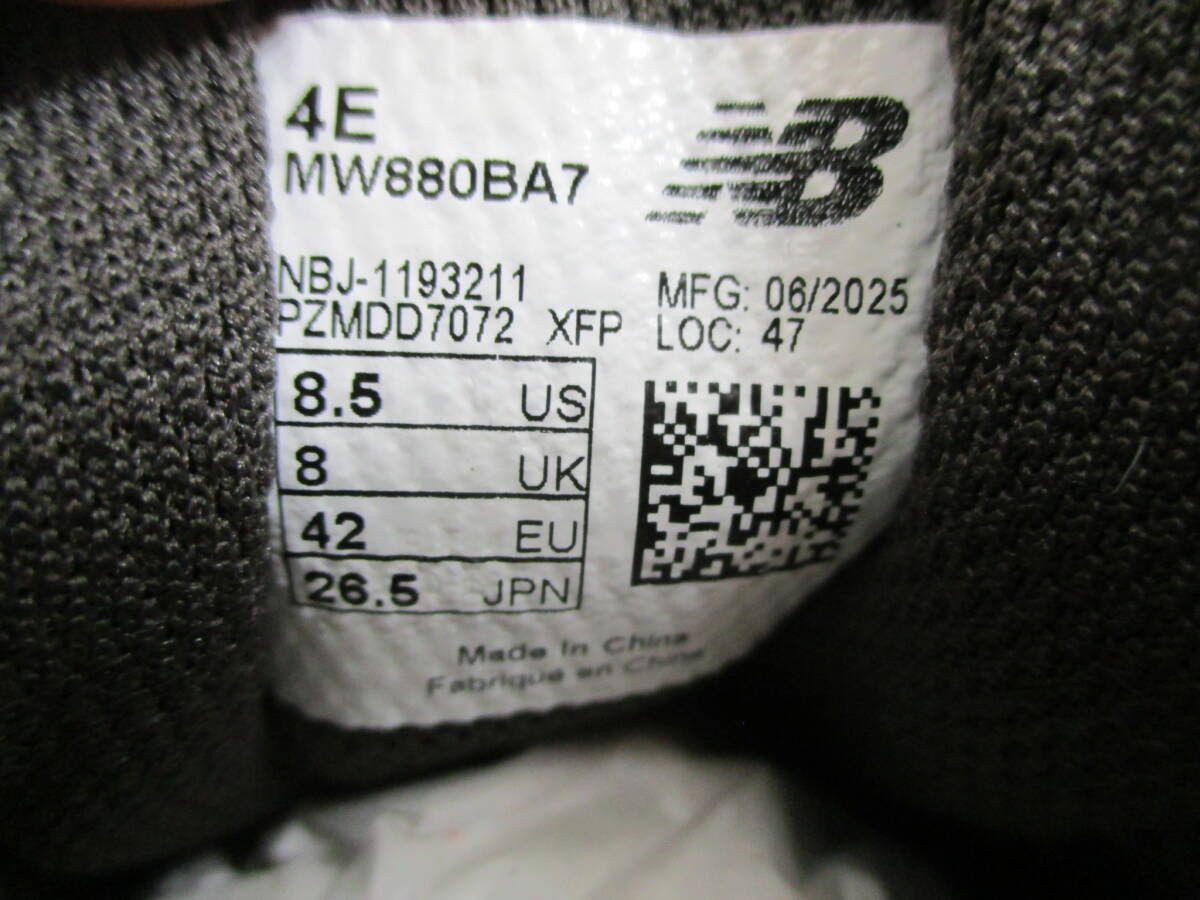 4E
MW880BA7
NB
NBJ-1193211
PZMDD7072 XFP
MFG: 06/2025
LOC: 47
8.5 US
8 UK
42 EU
26.5 JPN
Made in China
Fabriqué en Chine